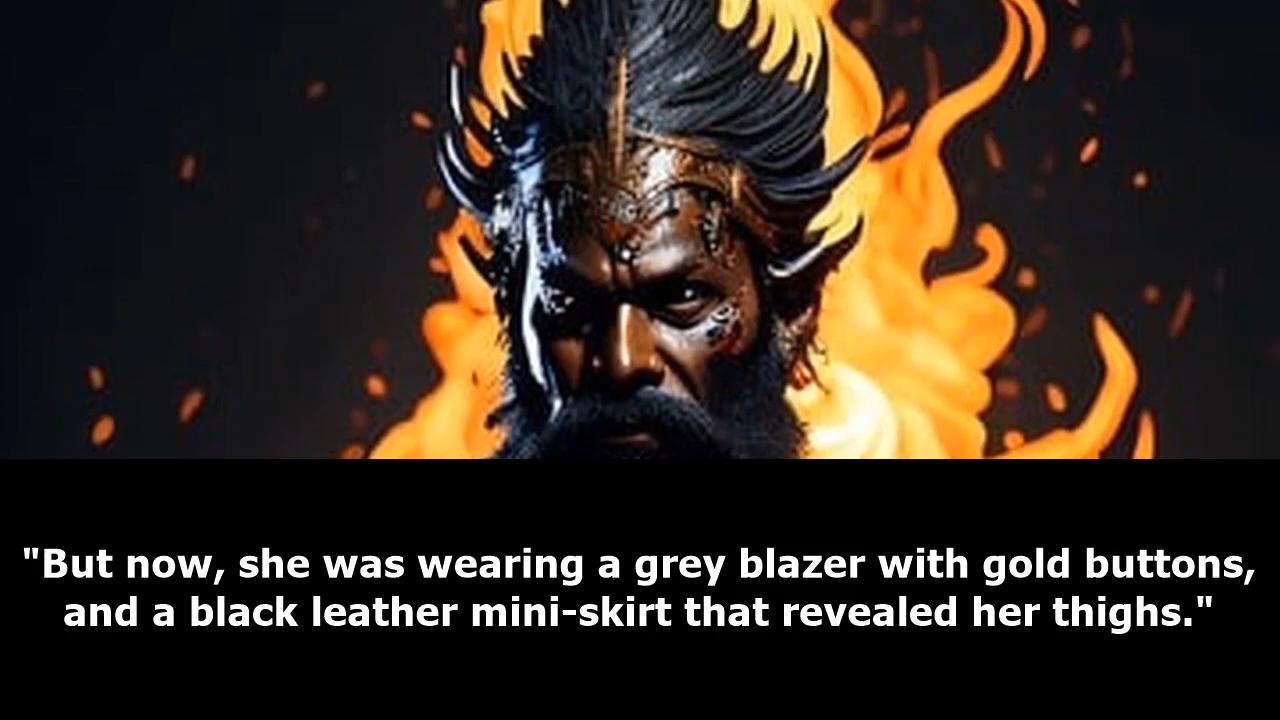 "But now, she was wearing a grey blazer with gold buttons,
and a black leather mini-skirt that revealed her thighs."